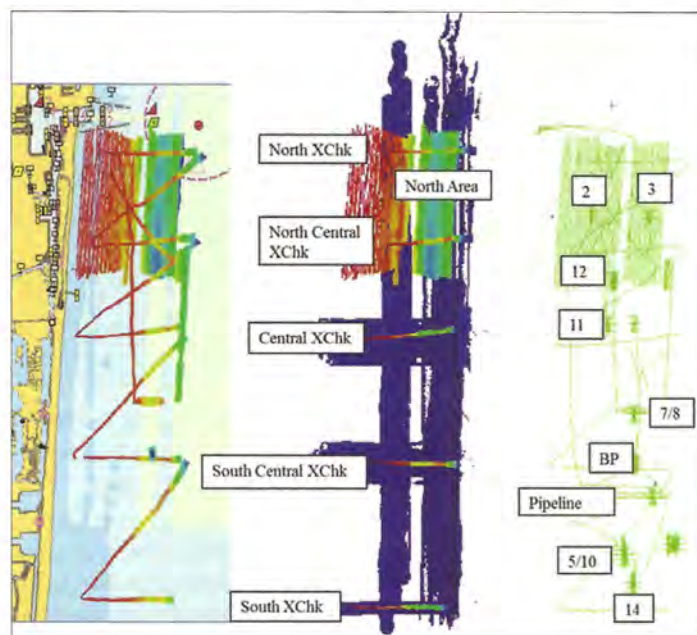 North XChk
North Area
2
3
North Central
XChk
12
Central XChk
11
7/8
South Central XChk
BP
Pipeline
5/10
South XChk
14